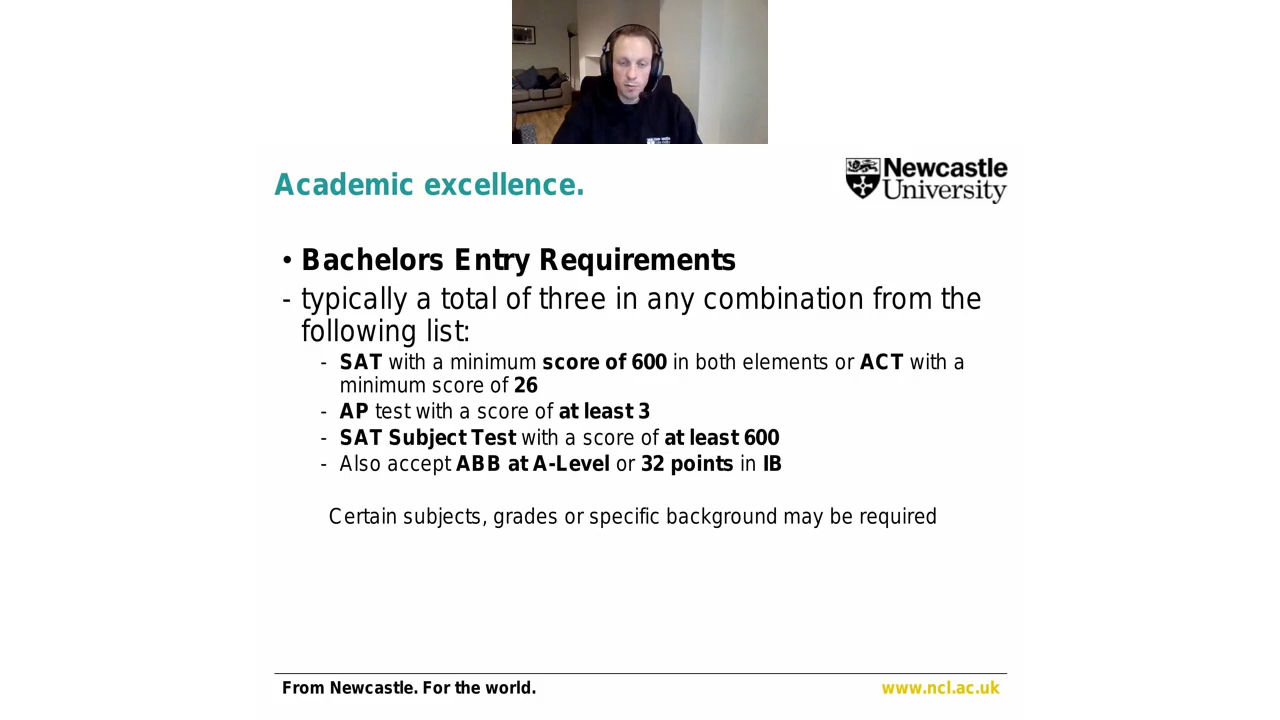 Newcastle
University
Academic excellence.
• Bachelors Entry Requirements
- typically a total of three in any combination from the
following list:
- SAT with a minimum score of 600 in both elements or ACT with a
minimum score of 26
- AP test with a score of at least 3
- SAT Subject Test with a score of at least 600
- Also accept ABB at A-Level or 32 points in IB
Certain subjects, grades or specific background may be required
From Newcastle. For the world.
www.ncl.ac.uk